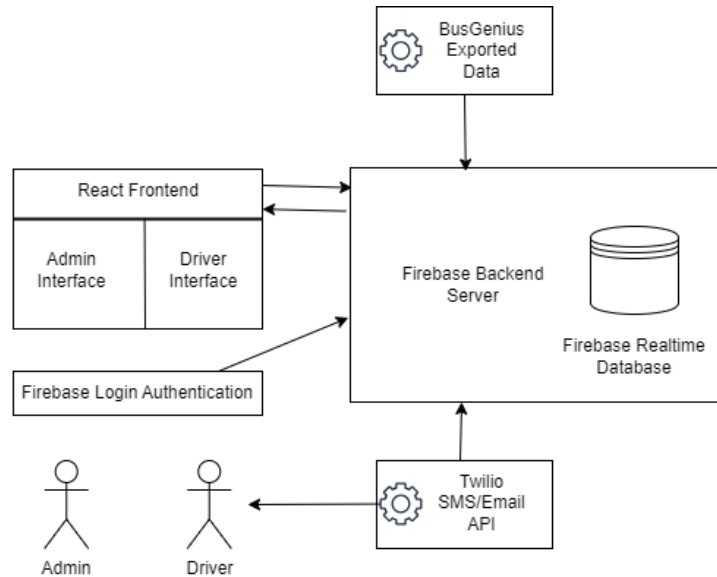 BusGenius
Exported
Data
React Frontend
Admin
Interface
Driver
Interface
Firebase Backend
Server
Firebase Realtime
Database
Firebase Login Authentication
Twilio
SMS/Email
API
Admin
Driver